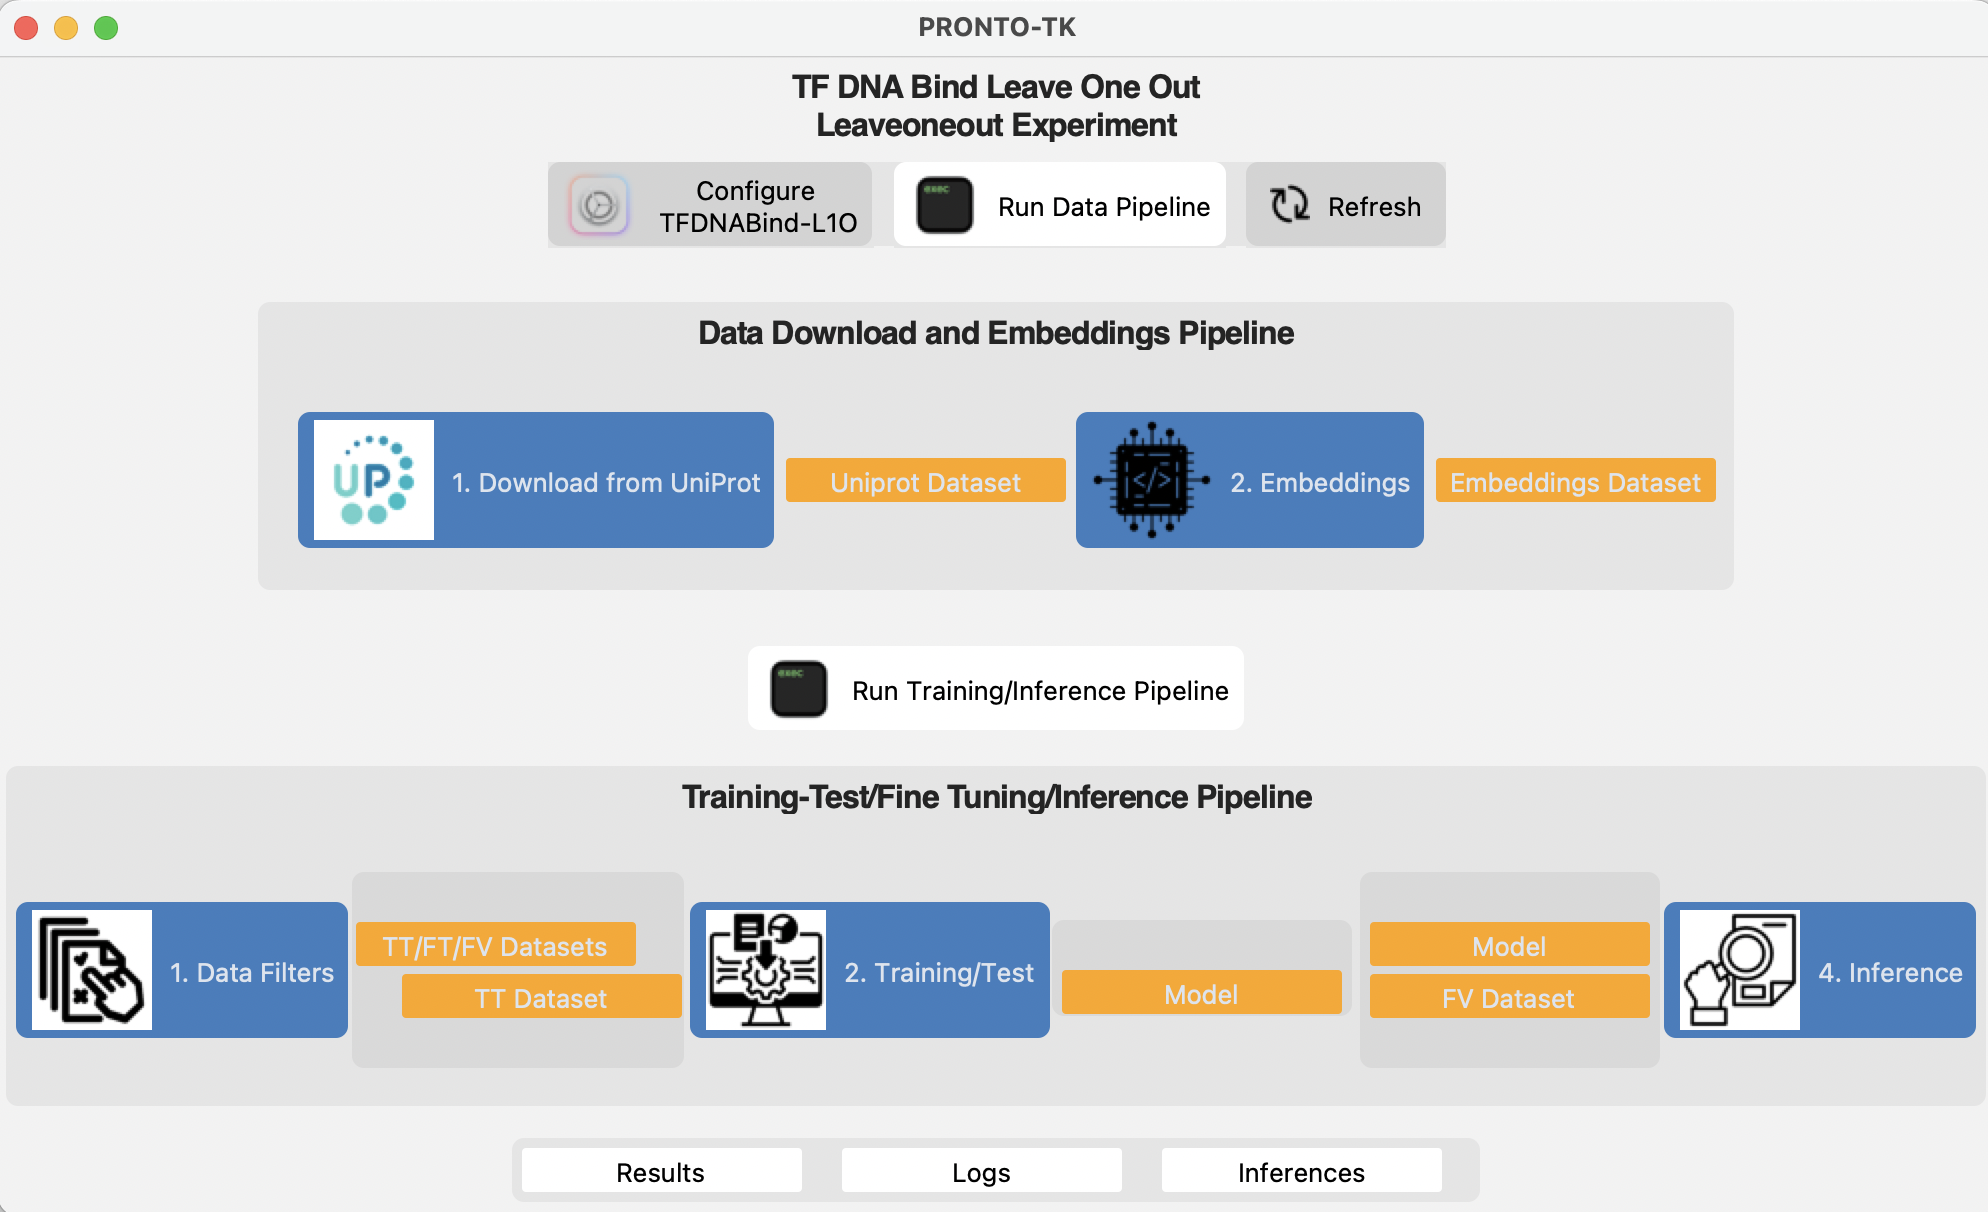 PRONTO-TK
TF DNA Bind Leave One Out
Leaveoneout Experiment
Configure
TFDNABind-L1O
exec
Run Data Pipeline
Refresh
Data Download and Embeddings Pipeline
UP
1. Download from UniProt
Uniprot Dataset
</>
2. Embeddings
Embeddings Dataset
exec
Run Training/Inference Pipeline
Training-Test/Fine Tuning/Inference Pipeline
1. Data Filters
TT/FT/FV Datasets
TT Dataset
2. Training/Test
Model
Model
FV Dataset
4. Inference
Results
Logs
Inferences